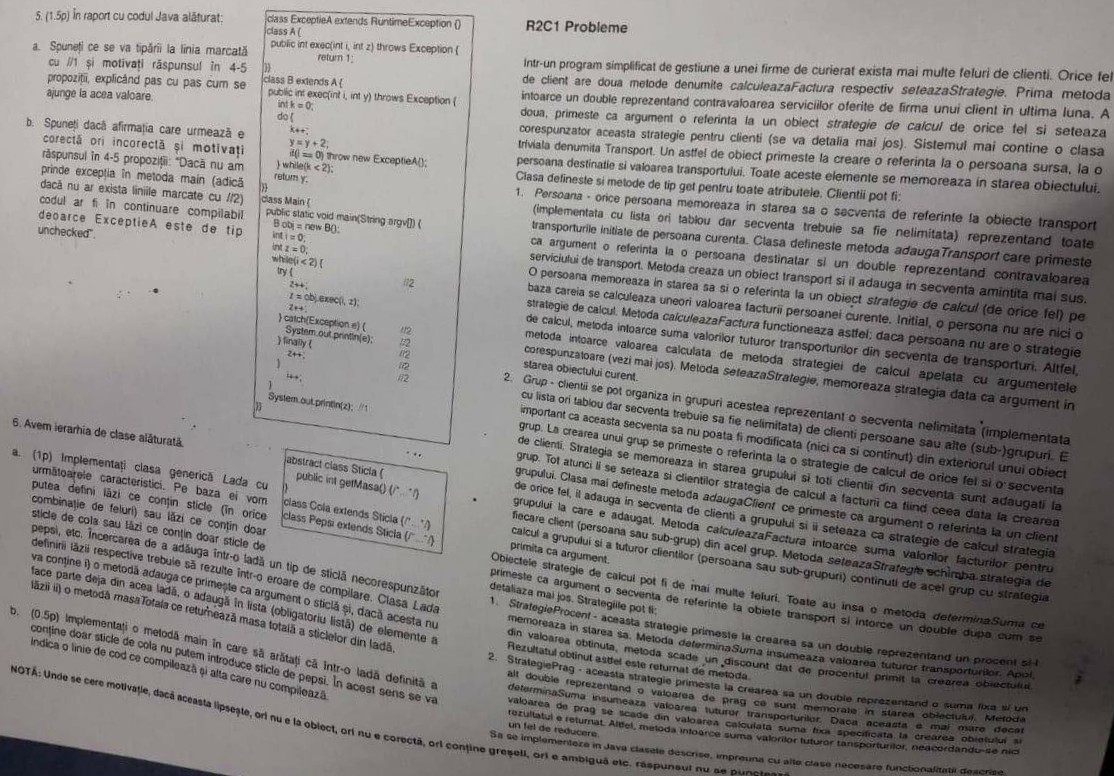 5. (1.5p) În raport cu codul Java alăturat:
a. Spuneți ce se va tipări la linia marcată
cu //1 și motivați răspunsul în 4-5
propoziții, explicând pas cu pas cum se
ajunge la acea valoare.
b. Spuneți dacă afirmația care urmează e
corectă ori incorectă și motivați
răspunsul în 4-5 propoziții: "Dacă nu am
prinde excepția în metoda main (adică
dacă nu ar exista liniile marcate cu //2)
codul ar fi în continuare compilabil
deoarce ExceptieA este de tip
unchecked".
class ExceptieA extends RuntimeException {}
class A {
public int exec(int i, int z) throws Exception {
return 1;
}}
class B extends A {
public int exec(int i, int y) throws Exception {
int k = 0;
do {
k++;
y = y + 2;
if(i == 0) throw new ExceptieA();
} while(k < 2);
return y;
}}
class Main {
public static void main(String argv[]) {
B obj = new B();
int i = 0;
int z = 0;
while(i < 2) {
try { //2
z++;
z = obj.exec(i, z);
z++;
} catch(Exception e) { //2
System.out.println(e); //2
} finally { //2
z++; //2
} //2
i++;
}
System.out.println(z); //1
}}
6. Avem ierarhia de clase alăturată.
a. (1p) Implementați clasa generică Lada cu
următoarele caracteristici. Pe baza ei vom
putea defini lăzi ce conțin sticle (în orice
combinație de feluri) sau lăzi ce conțin doar
sticle de cola sau lăzi ce conțin doar sticle de
pepsi, etc. Încercarea de a adăuga într-o ladă un tip de sticlă necorespunzător
definirii lăzii respective trebuie să rezulte într-o eroare de compilare. Clasa Lada
va conține i) o metodă adauga ce primește ca argument o sticlă și, dacă acesta nu
face parte deja din acea ladă, o adaugă în lista (obligatoriu listă) de elemente a
lăzii ii) o metodă masaTotala ce returnează masa totală a sticlelor din ladă.
b. (0.5p) Implementați o metodă main în care să arătați că într-o ladă definită a
conține doar sticle de cola nu putem introduce sticle de pepsi. În acest sens se va
indica o linie de cod ce compilează și alta care nu compilează.
abstract class Sticla {
public int getMasa() {/*...*/}
}
class Cola extends Sticla {/*...*/}
class Pepsi extends Sticla {/*...*/}
NOTĂ: Unde se cere motivație, dacă aceasta lipsește, ori nu e la obiect, ori nu e corectă, ori conține greșeli, ori e ambiguă etc. răspunsul nu se punctează
R2C1 Probleme
Intr-un program simplificat de gestiune a unei firme de curierat exista mai multe feluri de clienti. Orice fel
de client are doua metode denumite calculeazaFactura respectiv seteazaStrategie. Prima metoda
intoarce un double reprezentand contravaloarea serviciilor oferite de firma unui client in ultima luna. A
doua, primeste ca argument o referinta la un obiect strategie de calcul de orice fel si seteaza
corespunzator aceasta strategie pentru clienti (se va detalia mai jos). Sistemul mai contine o clasa
triviala denumita Transport. Un astfel de obiect primeste la creare o referinta la o persoana sursa, la o
persoana destinatie si valoarea transportului. Toate aceste elemente se memoreaza in starea obiectului.
Clasa defineste si metode de tip get pentru toate atributele. Clientii pot fi:
1. Persoana - orice persoana memoreaza in starea sa o secventa de referinte la obiecte transport
(implementata cu lista ori tablou dar secventa trebuie sa fie nelimitata) reprezentand toate
transporturile initiate de persoana curenta. Clasa defineste metoda adaugaTransport care primeste
ca argument o referinta la o persoana destinatar si un double reprezentand contravaloarea
serviciului de transport. Metoda creaza un obiect transport si il adauga in secventa amintita mai sus.
O persoana memoreaza in starea sa si o referinta la un obiect strategie de calcul (de orice fel) pe
baza careia se calculeaza uneori valoarea facturii persoanei curente. Initial, o persona nu are nici o
strategie de calcul. Metoda calculeazaFactura functioneaza astfel: daca persoana nu are o strategie
de calcul, metoda intoarce suma valorilor tuturor transporturilor din secventa de transporturi. Altfel,
metoda intoarce valoarea calculata de metoda strategiei de calcul apelata cu argumentele
corespunzatoare (vezi mai jos). Metoda seteazaStrategie, memoreaza strategia data ca argument in
starea obiectului curent.
2. Grup - clientii se pot organiza in grupuri acestea reprezentant o secventa nelimitata (implementata
cu lista ori tablou dar secventa trebuie sa fie nelimitata) de clienti persoane sau alte (sub-)grupuri. E
important ca aceasta secventa sa nu poata fi modificata (nici ca si continut) din exteriorul unui obiect
grup. La crearea unui grup se primeste o referinta la o strategie de calcul de orice fel si o secventa
de clienti. Strategia se memoreaza in starea grupului si toti clientii din secventa sunt adaugati la
grup. Tot atunci li se seteaza si clientilor strategia de calcul a facturii ca fiind ceea data la crearea
grupului. Clasa mai defineste metoda adaugaClient ce primeste ca argument o referinta la un client
de orice fel, il adauga in secventa de clienti a grupului si ii seteaza ca strategie de calcul strategia
grupului la care e adaugat. Metoda calculeazaFactura intoarce suma valorilor facturilor pentru
fiecare client (persoana sau sub-grup) din acel grup. Metoda seteazaStrategie schimba strategia de
calcul a grupului si a tuturor clientilor (persoana sau sub-grupuri) continuti de acel grup cu strategia
primita ca argument.
Obiectele strategie de calcul pot fi de mai multe feluri. Toate au insa o metoda determinaSuma ce
primeste ca argument o secventa de referinte la obiete transport si intorce un double dupa cum se
detaliaza mai jos. Strategiile pot fi:
1. StrategieProcent - aceasta strategie primeste la crearea sa un double reprezentand un procent si-l
memoreaza in starea sa. Metoda determinaSuma insumeaza valoarea tuturor transporturilor. Apoi,
din valoarea obtinuta, metoda scade un discount dat de procentul primit la crearea obiectului.
Rezultatul obtinut astfel este returnat de metoda.
2. StrategiePrag - aceasta strategie primeste la crearea sa un double reprezentand o suma fixa si un
alt double reprezentand o valoarea de prag ce sunt memorate in starea obiectului. Metoda
determinaSuma insumeaza valoarea tuturor transporturilor. Daca aceasta e mai mare decat
valoarea de prag se scade din valoarea calculata suma fixa specificata la crearea obiectului si
rezultatul e returnat. Altfel, metoda intoarce suma valorilor tuturor tansporturilor, neacordandu-se nici
un fel de reducere.
Sa se implementeze in Java clasele descrise, impreuna cu alte clase necesare functionalitatii descrise